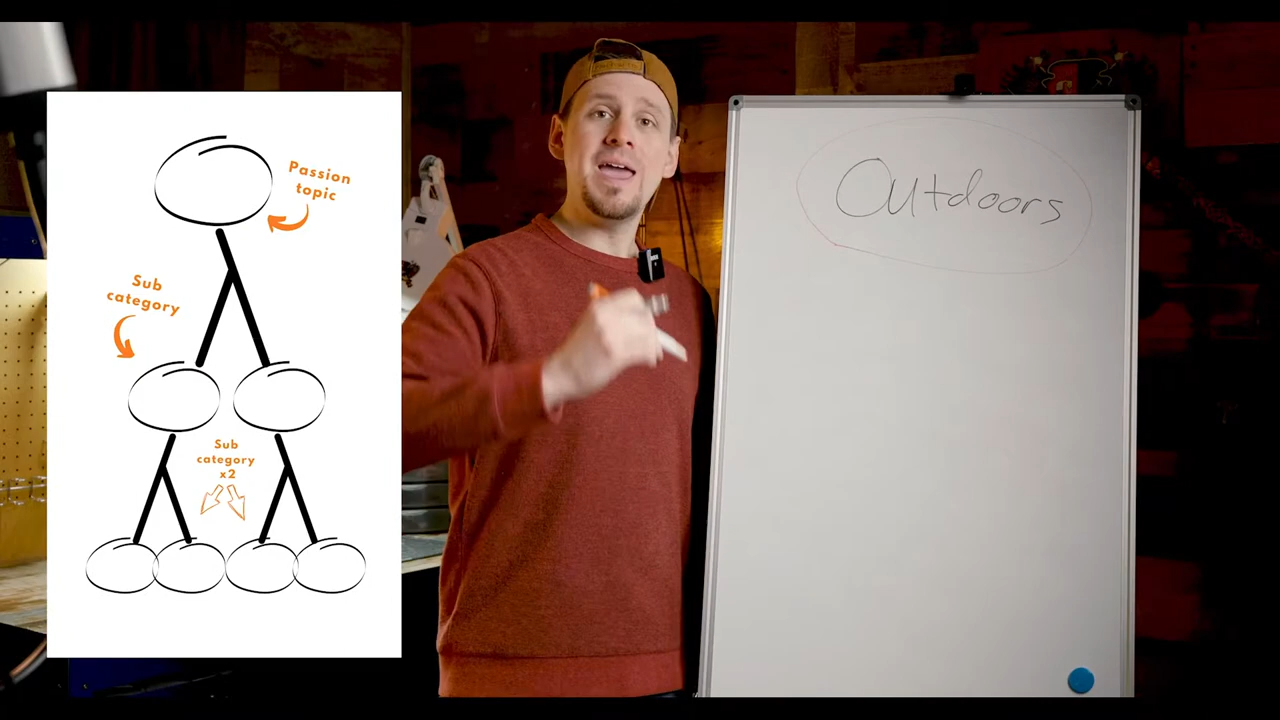 Passion
topic
Sub
category
Sub
category
x2
Outdoors